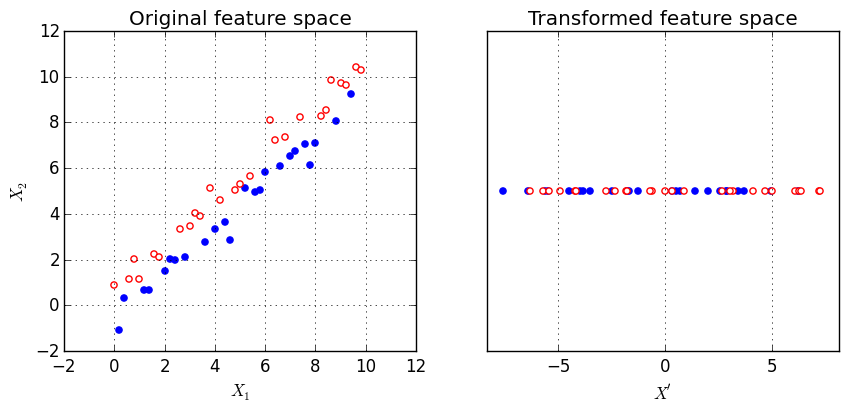 Original feature space
12
10
8
6
4
2
0
−2
X₂
−2 0 2 4 6 8 10 12
X₁
Transformed feature space
−5 0 5
X′